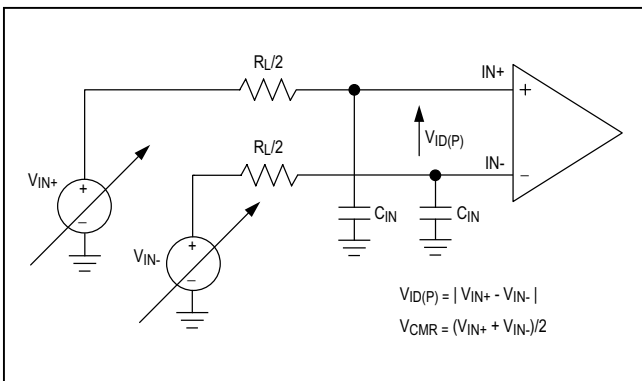 RL/2
IN+
+
VID(P)
RL/2
IN-
−
VIN+
+
−
CIN
CIN
VIN-
+
−
VID(P) = | VIN+ - VIN- |
VCMR = (VIN+ + VIN-)/2